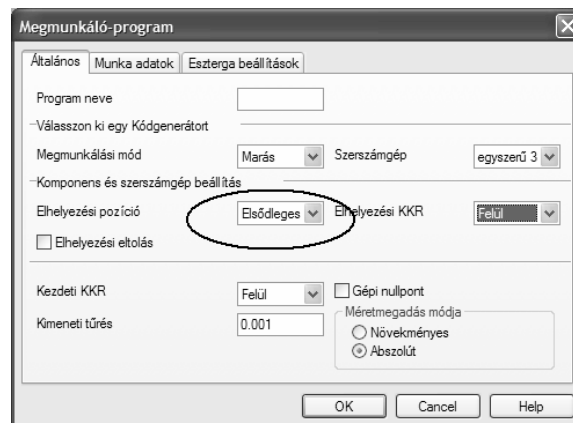 Megmunkáló-program
Általános Munka adatok Eszterga beállítások
Program neve
Válasszon ki egy Kódgenerátort
Megmunkálási mód Marás Szerszámgép egyszerű 3
Komponens és szerszámgép beállítás
Elhelyezési pozíció Elsődleges Elhelyezési KKR Felül
Elhelyezési eltolás
Kezdeti KKR Felül Gépi nullpont
Kimeneti tűrés 0.001 Méretmegadás módja
Növekményes
Abszolút
OK Cancel Help